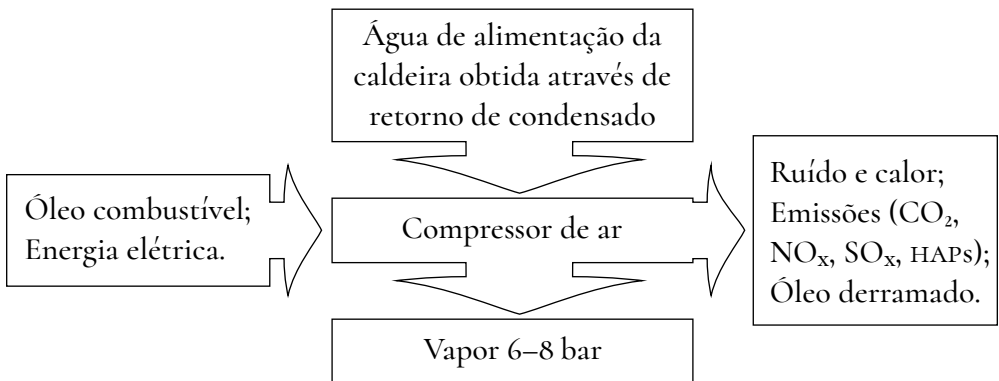 Água de alimentação da
caldeira obtida através de
retorno de condensado
Óleo combustível;
Energia elétrica.
Compressor de ar
Ruído e calor;
Emissões (CO₂,
NOₓ, SOₓ, HAPs);
Óleo derramado.
Vapor 6–8 bar